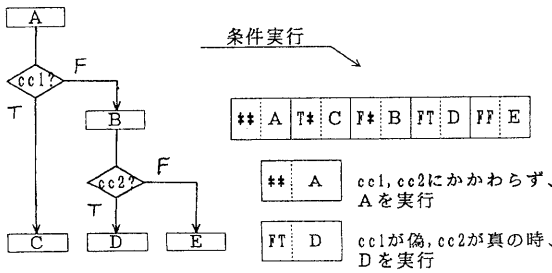 A
条件実行
cc1?
F
T
B
** A T* C F* B FT D FF E
cc2?
F
T
** A
cc1,cc2にかかわらず、
Aを実行
C
D
E
FT D
cc1が偽,cc2が真の時、
Dを実行